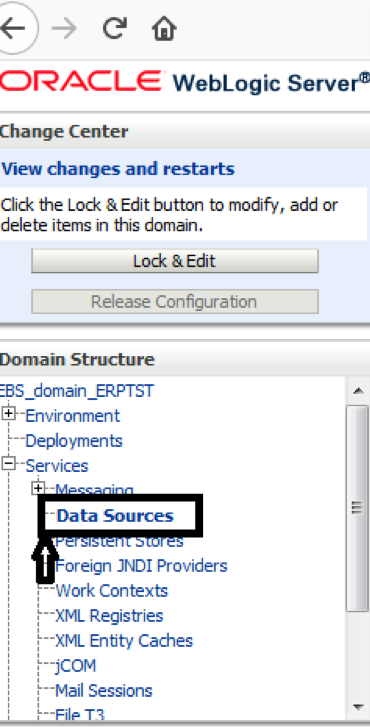 ORACLE WebLogic Server®
Change Center
View changes and restarts
Click the Lock & Edit button to modify, add or
delete items in this domain.
Lock & Edit
Release Configuration
Domain Structure
EBS_domain_ERPTST
Environment
Deployments
Services
Messaging
Data Sources
Persistent Stores
Foreign JNDI Providers
Work Contexts
XML Registries
XML Entity Caches
jCOM
Mail Sessions
File T3